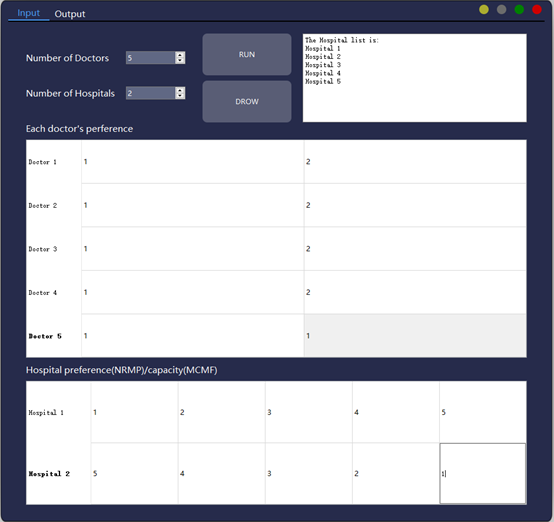 Input Output
Number of Doctors 5
RUN
Number of Hospitals 2
DROW
The Hospital list is:
Hospital 1
Hospital 2
Hospital 3
Hospital 4
Hospital 5
Each doctor's perference
Doctor 1 1 2
Doctor 2 1 2
Doctor 3 1 2
Doctor 4 1 2
Doctor 5 1 1
Hospital preference(NRMP)/capacity(MCMF)
Hospital 1 1 2 3 4 5
Hospital 2 5 4 3 2 1